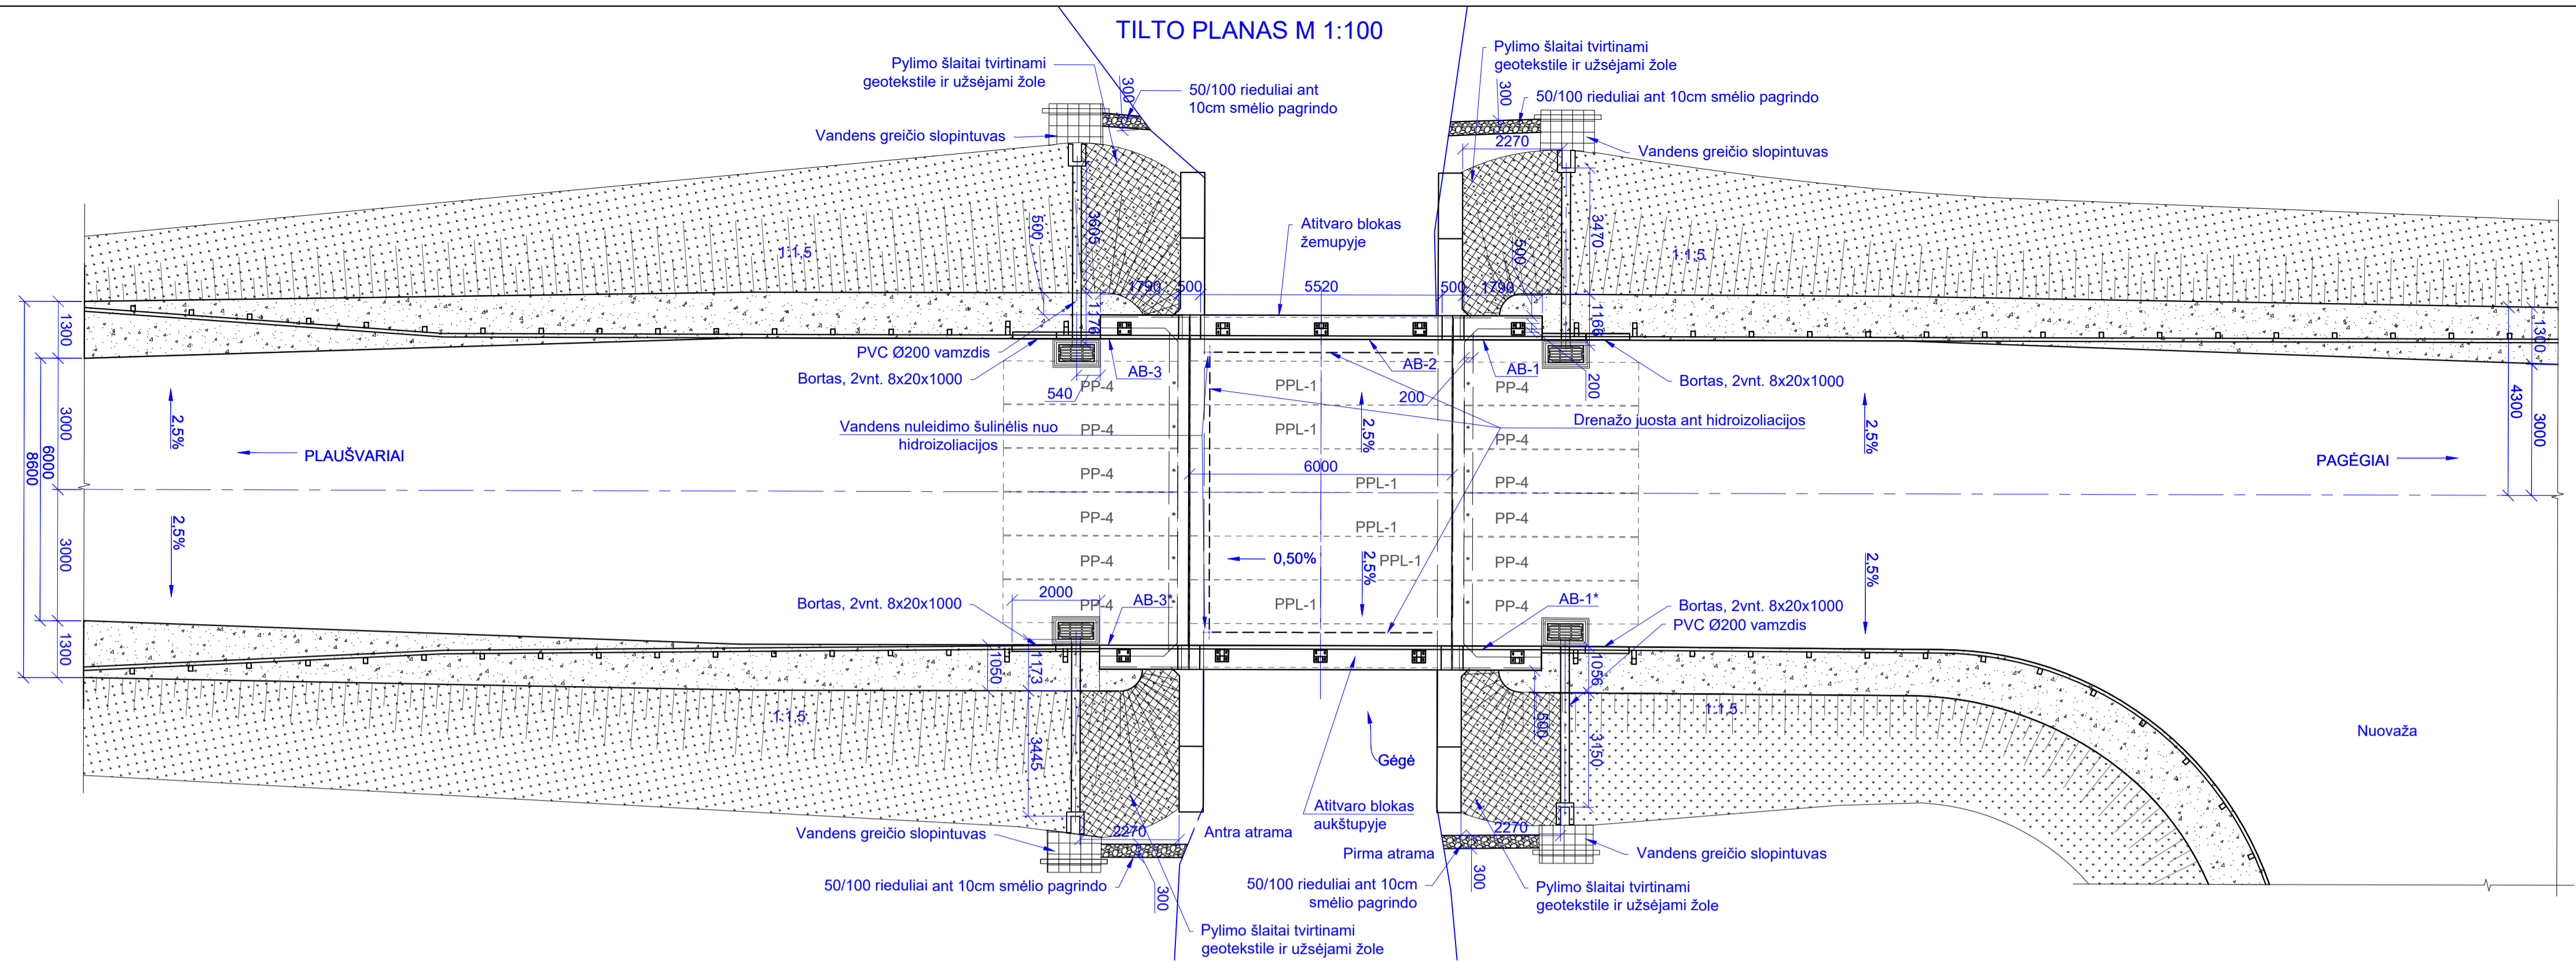 TILTO PLANAS M 1:100
Pylimo šlaitai tvirtinami
geotekstile ir užsėjami žole
300
50/100 rieduliai ant
10cm smėlio pagrindo
Vandens greičio slopintuvas
Pylimo šlaitai tvirtinami
geotekstile ir užsėjami žole
300
50/100 rieduliai ant 10cm smėlio pagrindo
2270
Vandens greičio slopintuvas
1:1,5
500
3605
Atitvaro blokas
žemupyje
500
3470
1:1,5
1790
500
5520
500
1790
1300
1176
1166
1300
PVC Ø200 vamzdis
Bortas, 2vnt. 8x20x1000
540
AB-3
AB-2
AB-1
200
200
Bortas, 2vnt. 8x20x1000
4300
3000
PP-4
PPL-1
PP-4
3000
6000
8600
2,5%
PLAUŠVARIAI
Vandens nuleidimo šulinėlis nuo
hidroizoliacijos
PP-4
PPL-1
2,5%
PP-4
Drenažo juosta ant hidroizoliacijos
2,5%
PAGĖGIAI
PP-4
6000
PPL-1
PP-4
2,5%
3000
PP-4
PPL-1
PP-4
PP-4
0,50%
2,5%
PPL-1
PP-4
2,5%
Bortas, 2vnt. 8x20x1000
2000
PP-4
AB-3*
PPL-1
PP-4
AB-1*
Bortas, 2vnt. 8x20x1000
PVC Ø200 vamzdis
1300
1050
1173
1056
1:1,5
3445
500
3150
1:1,5
Nuovaža
Gėgė
Atitvaro blokas
aukštupyje
Vandens greičio slopintuvas
2270
Antra atrama
Pirma atrama
2270
Vandens greičio slopintuvas
50/100 rieduliai ant 10cm smėlio pagrindo
300
50/100 rieduliai ant 10cm
smėlio pagrindo
300
Pylimo šlaitai tvirtinami
geotekstile ir užsėjami žole
Pylimo šlaitai tvirtinami
geotekstile ir užsėjami žole